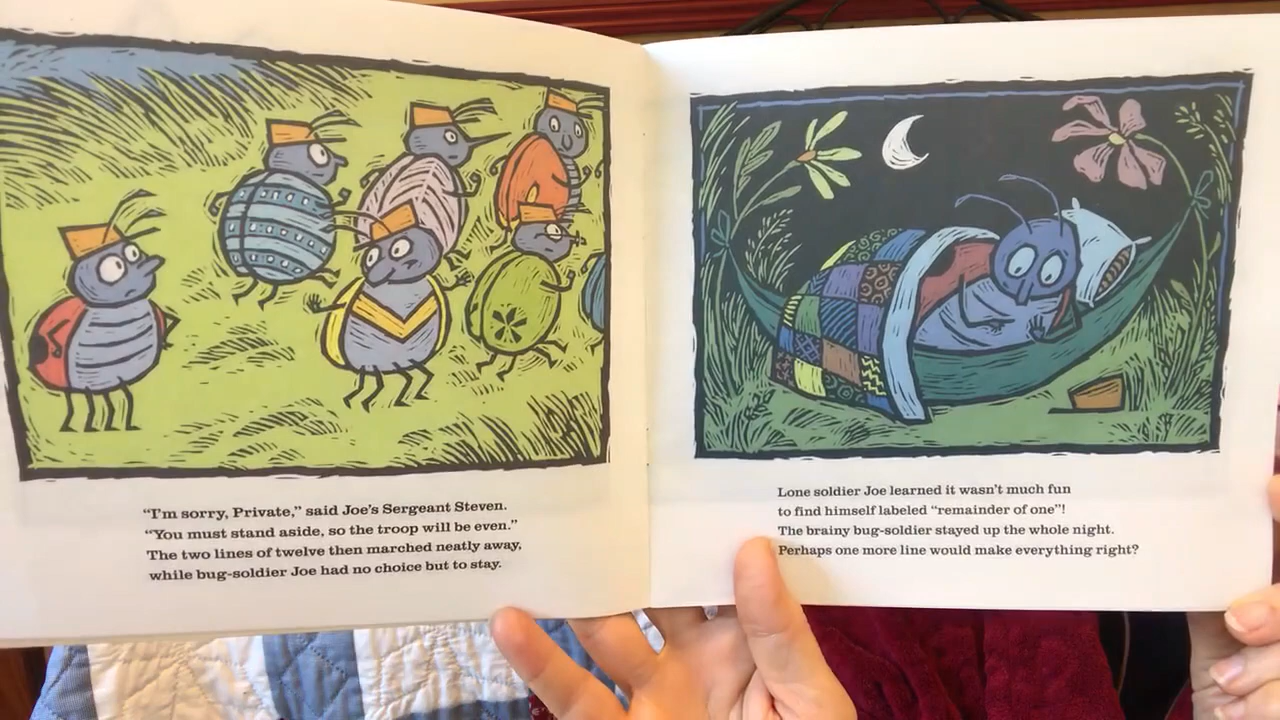 “I’m sorry, Private,” said Joe’s Sergeant Steven.
“You must stand aside, so the troop will be even.”
The two lines of twelve then marched neatly away,
while bug-soldier Joe had no choice but to stay.
Lone soldier Joe learned it wasn’t much fun
to find himself labeled “remainder of one”!
The brainy bug-soldier stayed up the whole night.
Perhaps one more line would make everything right?